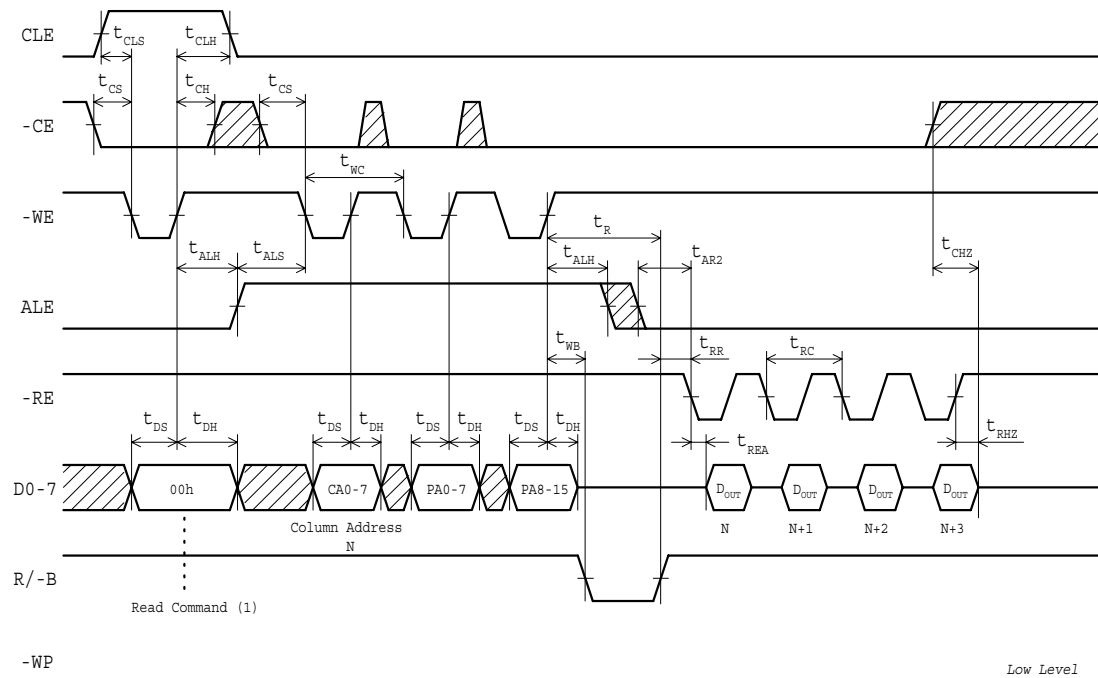 CLE
tCLS
tCLH
tCS
tCH
tCS
-CE
tWC
-WE
tR
tALH
tALS
tALH
tAR2
tCHZ
ALE
tWB
tRR
tRC
-RE
tDS
tDH
tDS
tDH
tDS
tDH
tDS
tDH
tREA
tRHZ
D0-7
00h
CA0-7
PA0-7
PA8-15
DOUT
DOUT
DOUT
DOUT
Column Address
N
N
N+1
N+2
N+3
R/-B
Read Command (1)
-WP
Low Level